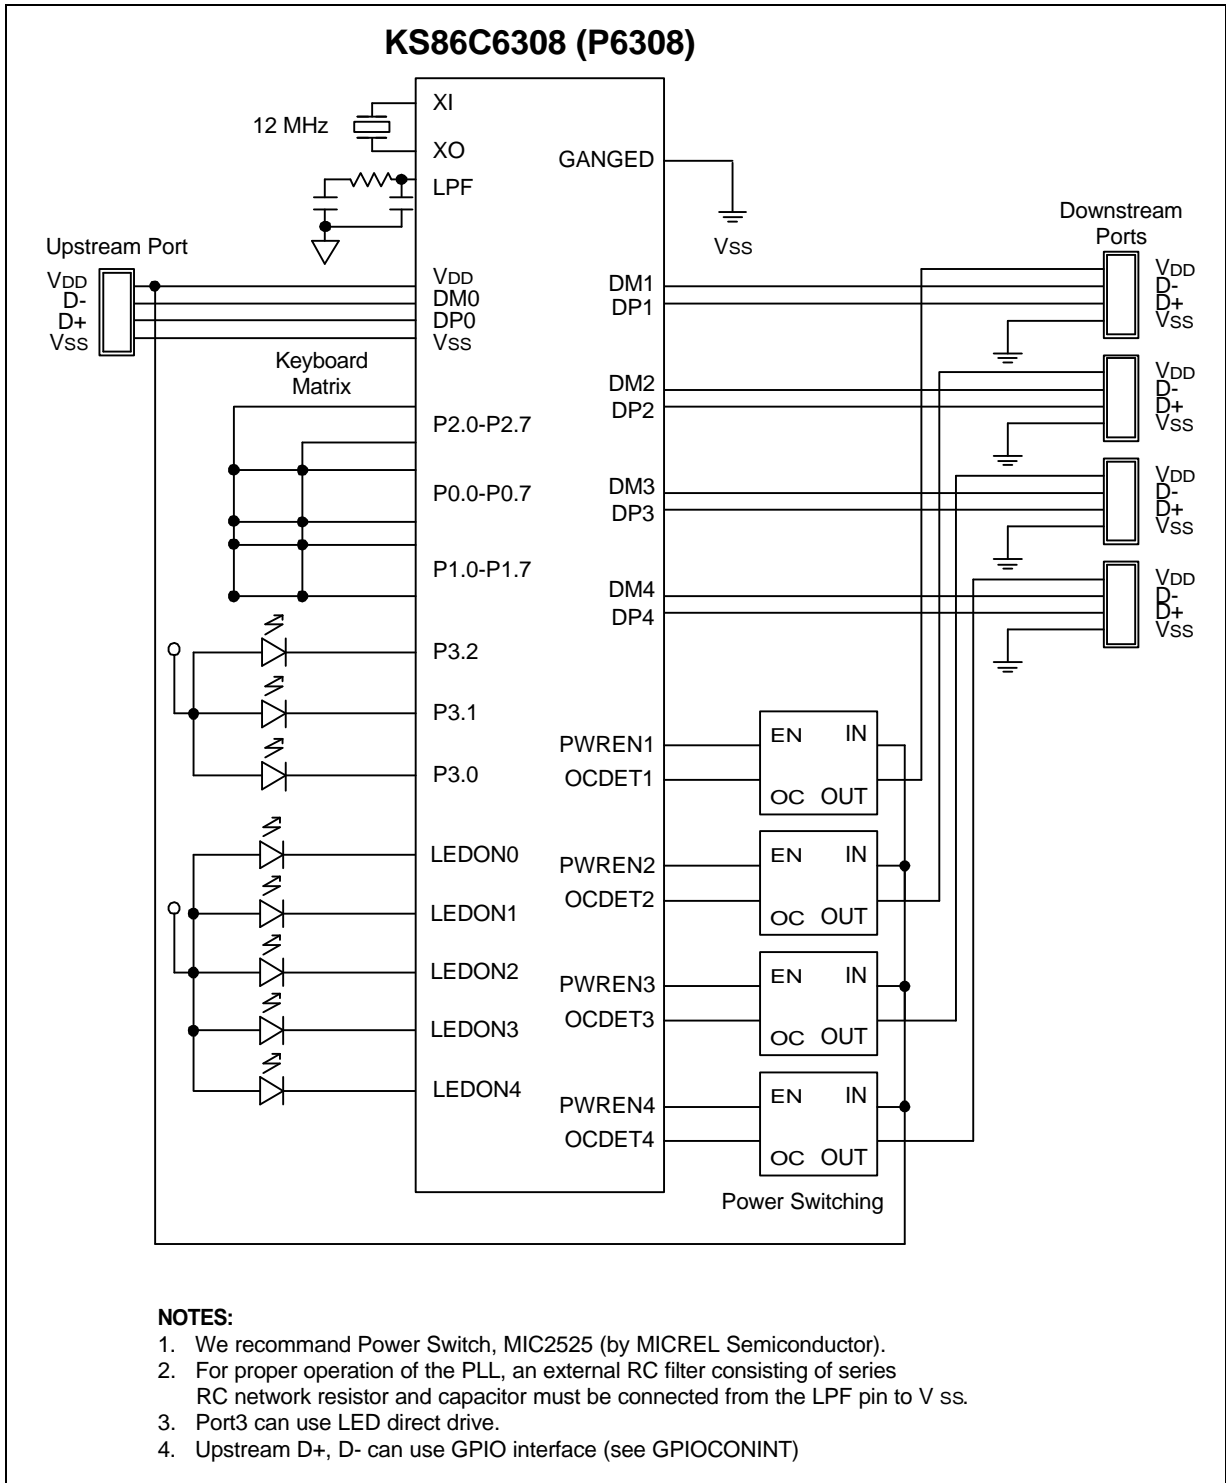 KS86C6308 (P6308)
XI
12 MHz
XO
GANGED
LPF
Vss
Downstream
Ports
Upstream Port
VDD
D-
D+
Vss
VDD
DM0
DP0
Vss
DM1
DP1
VDD
D-
D+
Vss
Keyboard
Matrix
DM2
DP2
VDD
D-
D+
Vss
P2.0-P2.7
P0.0-P0.7
DM3
DP3
VDD
D-
D+
Vss
P1.0-P1.7
DM4
DP4
VDD
D-
D+
Vss
P3.2
P3.1
P3.0
PWREN1
OCDET1
EN IN
OC OUT
LEDON0
LEDON1
PWREN2
OCDET2
EN IN
OC OUT
LEDON2
LEDON3
PWREN3
OCDET3
EN IN
OC OUT
LEDON4
PWREN4
OCDET4
EN IN
OC OUT
Power Switching
NOTES:
1. We recommand Power Switch, MIC2525 (by MICREL Semiconductor).
2. For proper operation of the PLL, an external RC filter consisting of series
RC network resistor and capacitor must be connected from the LPF pin to V ss.
3. Port3 can use LED direct drive.
4. Upstream D+, D- can use GPIO interface (see GPIOCONINT)